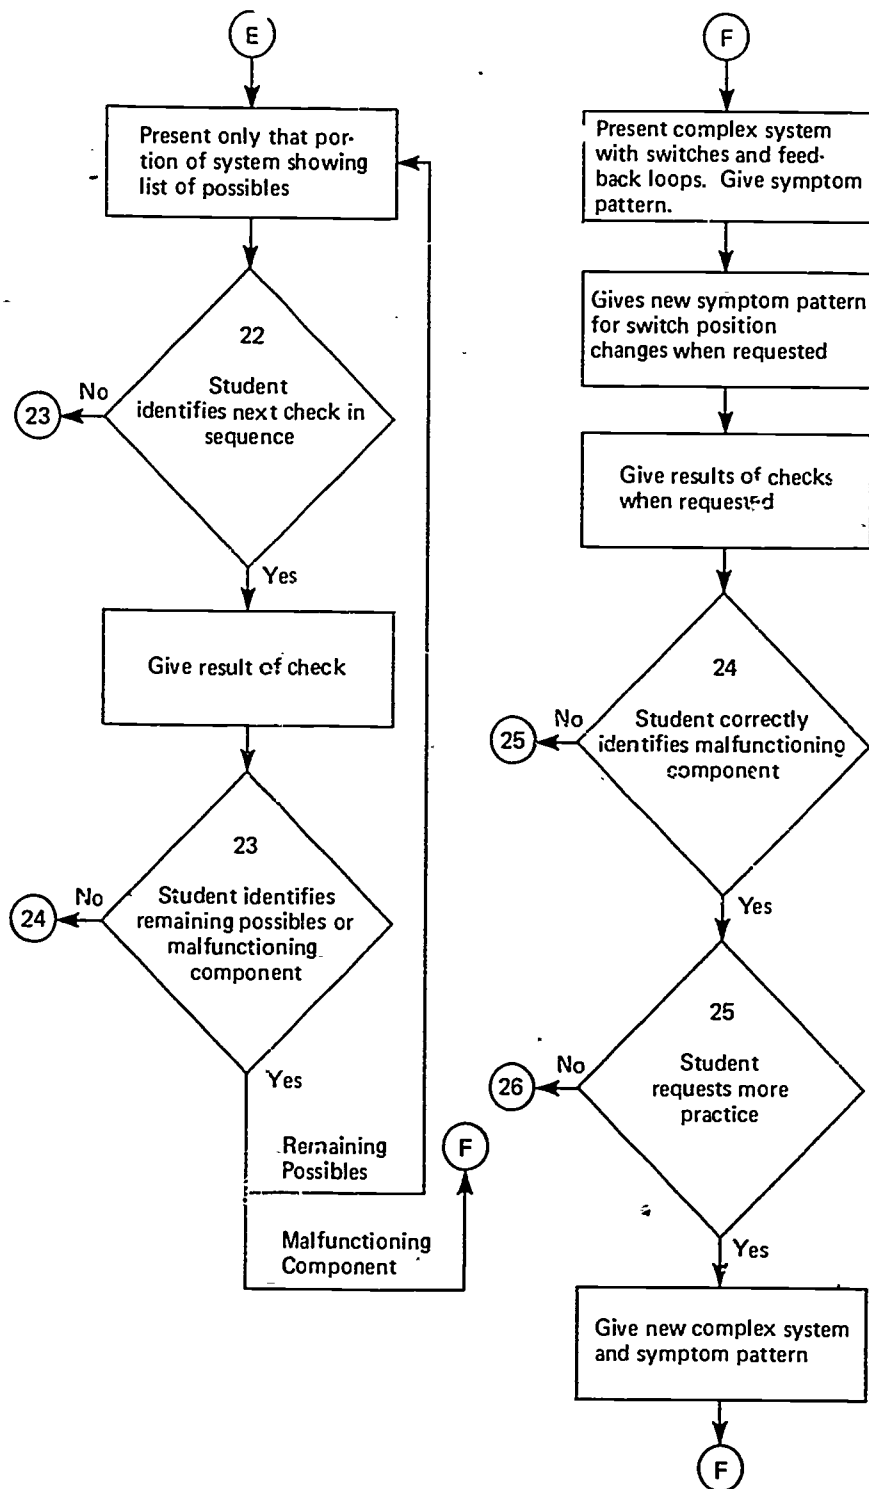 E
Present only that por-
tion of system showing
list of possibles
22
Student
identifies next check in
sequence
No
23
Yes
Give result of check
23
Student identifies
remaining possibles or
malfunctioning
component
No
24
Yes
Remaining
Possibles
Malfunctioning
Component
F
F
Present complex system
with switches and feed-
back loops. Give symptom
pattern.
Gives new symptom pattern
for switch position
changes when requested
Give results of checks
when requested
24
Student correctly
identifies malfunctioning
component
No
25
Yes
25
Student
requests more
practice
No
26
Yes
Give new complex system
and symptom pattern
F